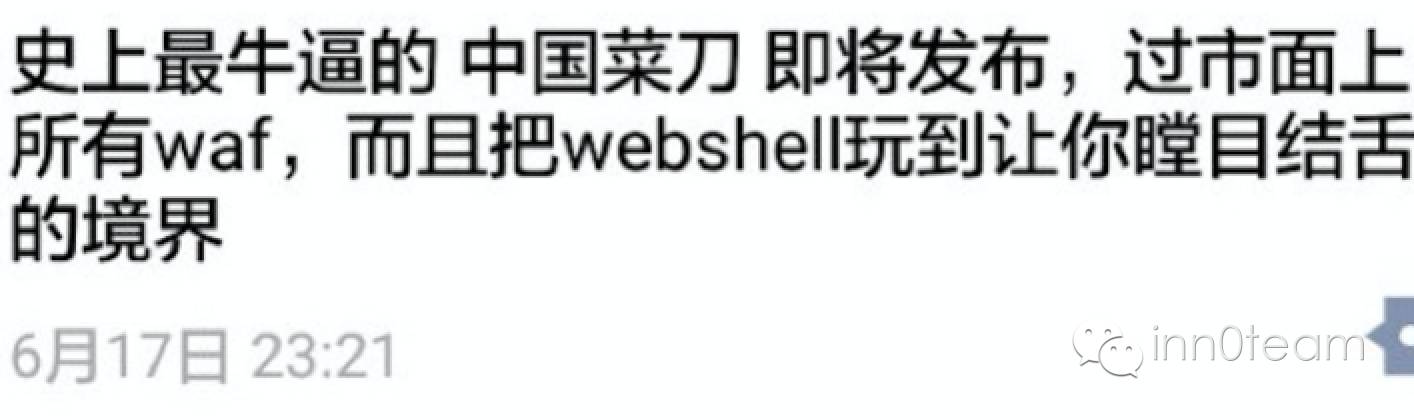 史上最牛逼的 中国菜刀 即将发布，过市面上
所有waf，而且把webshell玩到让你瞠目结舌
的境界
6月17日 23:21
inn0team